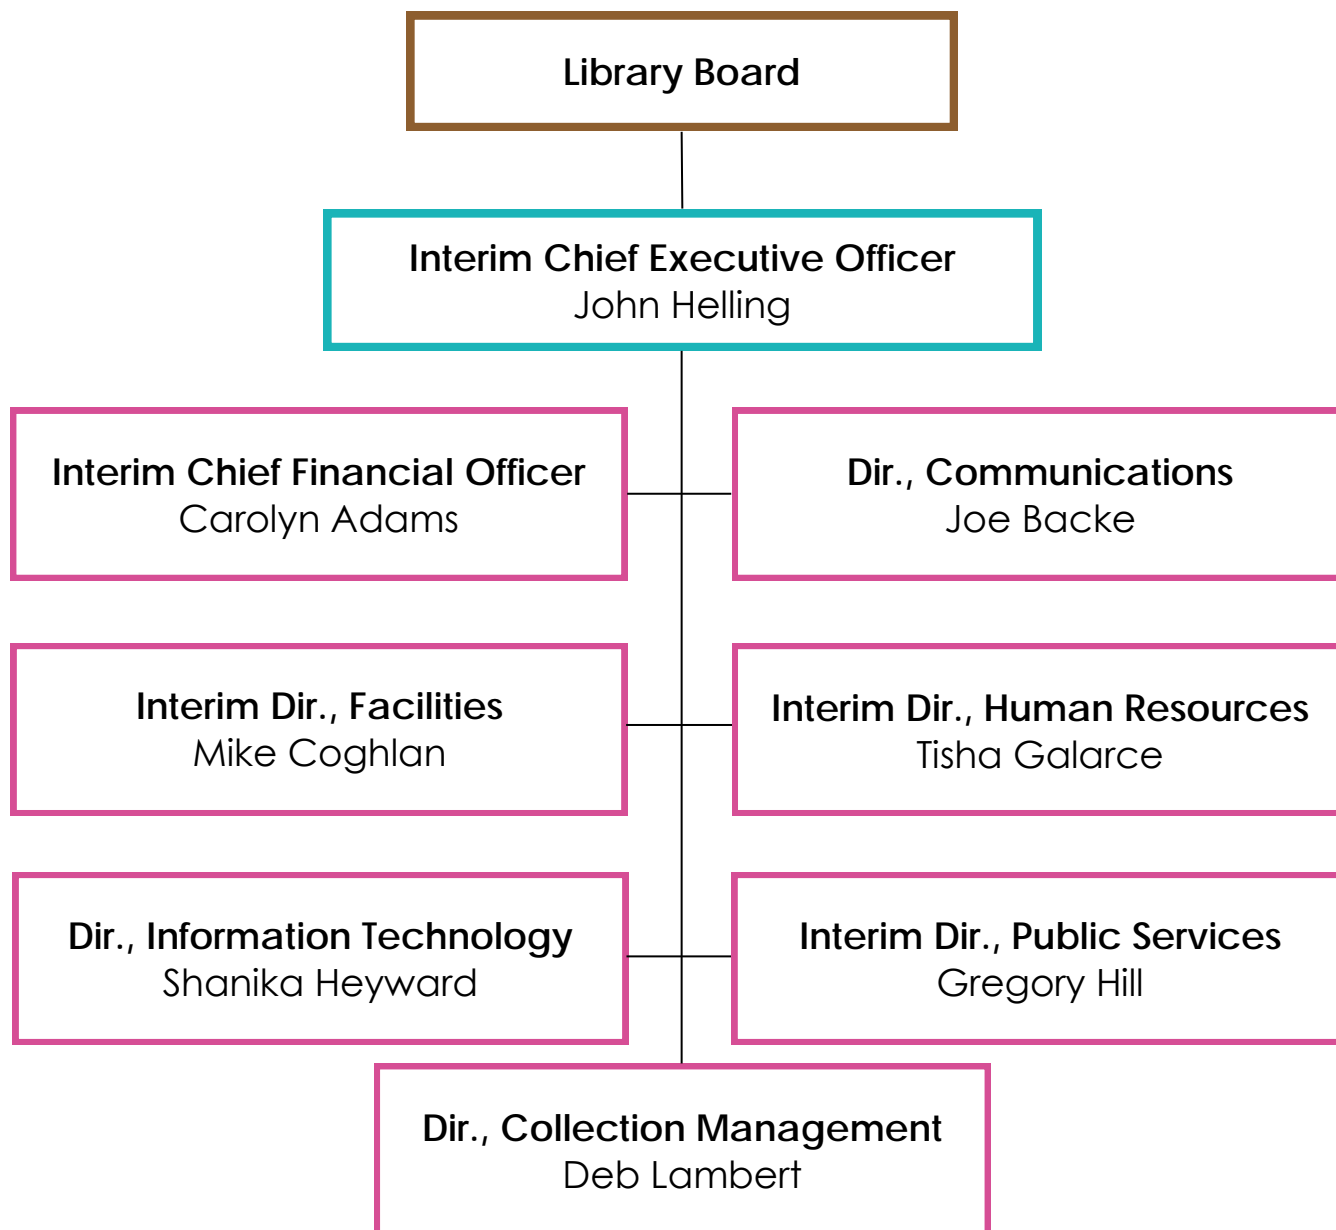 Library Board
Interim Chief Executive Officer
John Helling
Interim Chief Financial Officer
Carolyn Adams
Dir., Communications
Joe Backe
Interim Dir., Facilities
Mike Coghlan
Interim Dir., Human Resources
Tisha Galarce
Dir., Information Technology
Shanika Heyward
Interim Dir., Public Services
Gregory Hill
Dir., Collection Management
Deb Lambert